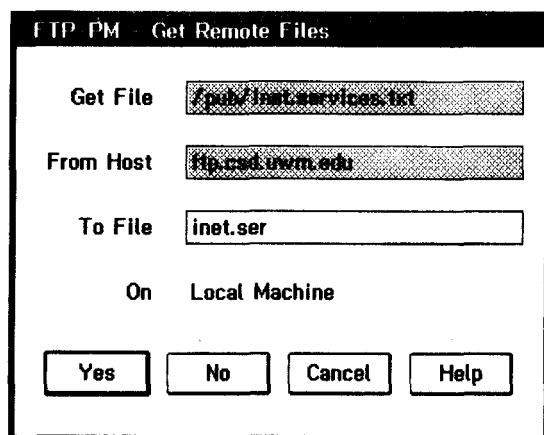 FTP-PM - Get Remote Files
Get File /pub/inet.services.txt
From Host ftp.csd.uwm.edu
To File inet.ser
On Local Machine
Yes No Cancel Help